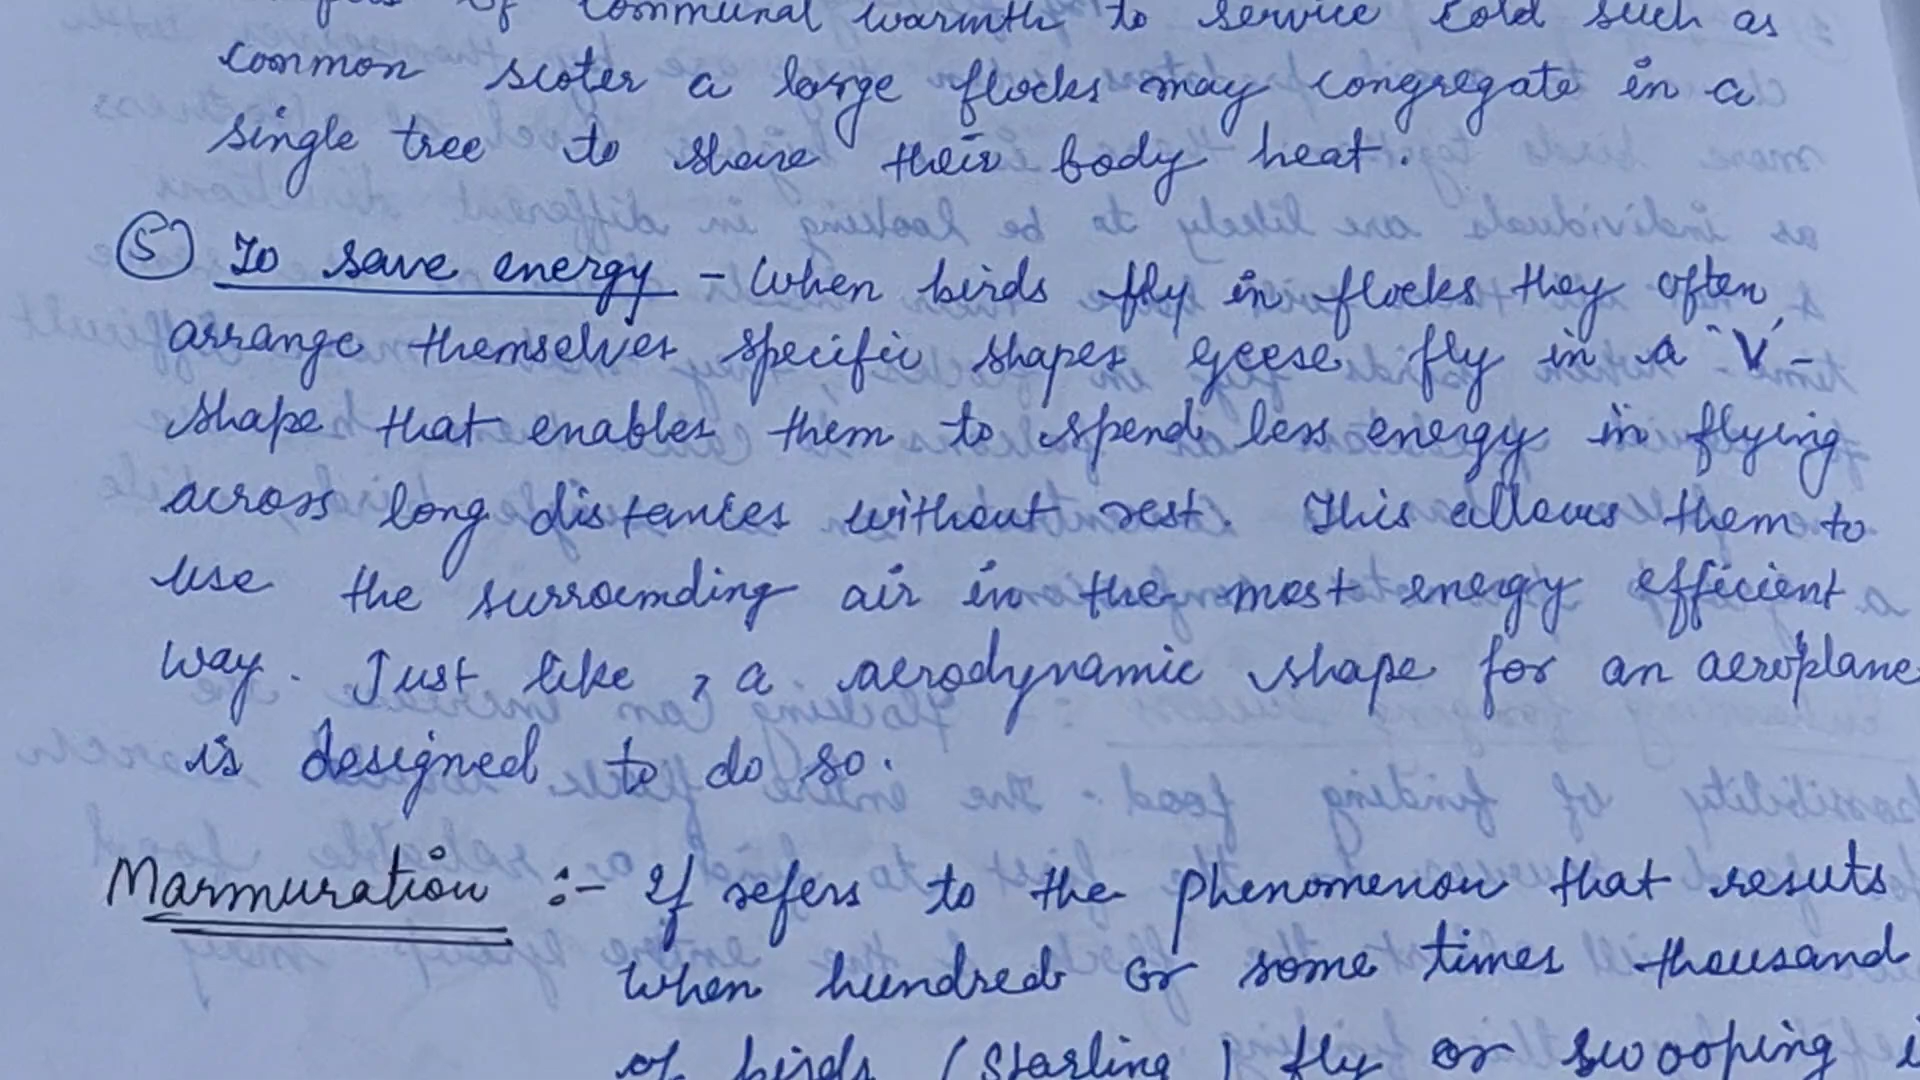 of communal warmth to service cold such as
common scoter a large flocks may congregate in a
single tree to share their body heat.
⑤ To save energy - When birds fly in flocks they often
arrange themselves specific shapes geese fly in a "V"-
shape that enables them to spend less energy in flying
across long distances without rest. This allows them to
use the surrounding air in the most energy efficient
way. Just like, a aerodynamic shape for an aeroplane
is designed to do so.
Marmuration :- If refers to the phenomenon that resuts
when hundred or some times thousand
of birds (starling) fly or swooping